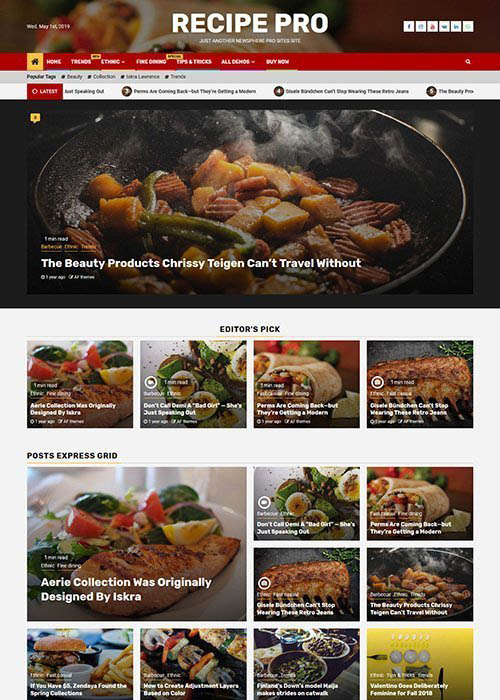 Wed. May 1st, 2019
RECIPE PRO
JUST ANOTHER NEWSPHERE PRO SITES SITE
HOME TRENDS ETHNIC FINE DINING SPECIAL TIPS & TRICKS ALL DEMOS BUY NOW
Popular Tags # Beauty # Collection # Iskra Lawrence # Trends
LATEST Just Speaking Out 3 Perms Are Coming Back–but They're Getting a Modern 4 Gisele Bündchen Can't Stop Wearing These Retro Jeans 5 The Beauty Pro
1 min read
Barbecue Ethnic Trends
The Beauty Products Chrissy Teigen Can't Travel Without
1 year ago AF themes
EDITOR'S PICK
1 min read
Ethnic Fine dining
Aerie Collection Was Originally
Designed By Iskra
1 year ago AF themes
1 min read
Barbecue Ethnic
Don't Call Demi A "Bad Girl" – She's
Just Speaking Out
1 year ago AF themes
1 min read
Fast casual Fine dining
Perms Are Coming Back–but
They're Getting a Modern
1 year ago AF themes
1 min read
Ethnic Fast casual
Gisele Bündchen Can't Stop
Wearing These Retro Jeans
1 year ago AF themes
POSTS EXPRESS GRID
1 min read
Ethnic Fine dining
Aerie Collection Was Originally
Designed By Iskra
Barbecue Ethnic
Don't Call Demi A "Bad Girl" – She's
Just Speaking Out
Fast casual Fine dining
Perms Are Coming Back–but
They're Getting a Modern
Ethnic Fast casual
Gisele Bündchen Can't Stop
Wearing These Retro Jeans
Barbecue Ethnic Trends
The Beauty Products Chrissy
Teigen Can't Travel Without
Ethnic Fast casual
If You Have $5, Zendaya Found the
Spring Collections
How to Create Adjustment Layers
Based on Color
Barbecue Trends
Finland's Down's model Maija
makes strides on catwalk
Ethnic Tips & Tricks Trends
Valentino Goes Deliberately
Feminine for Fall 2018